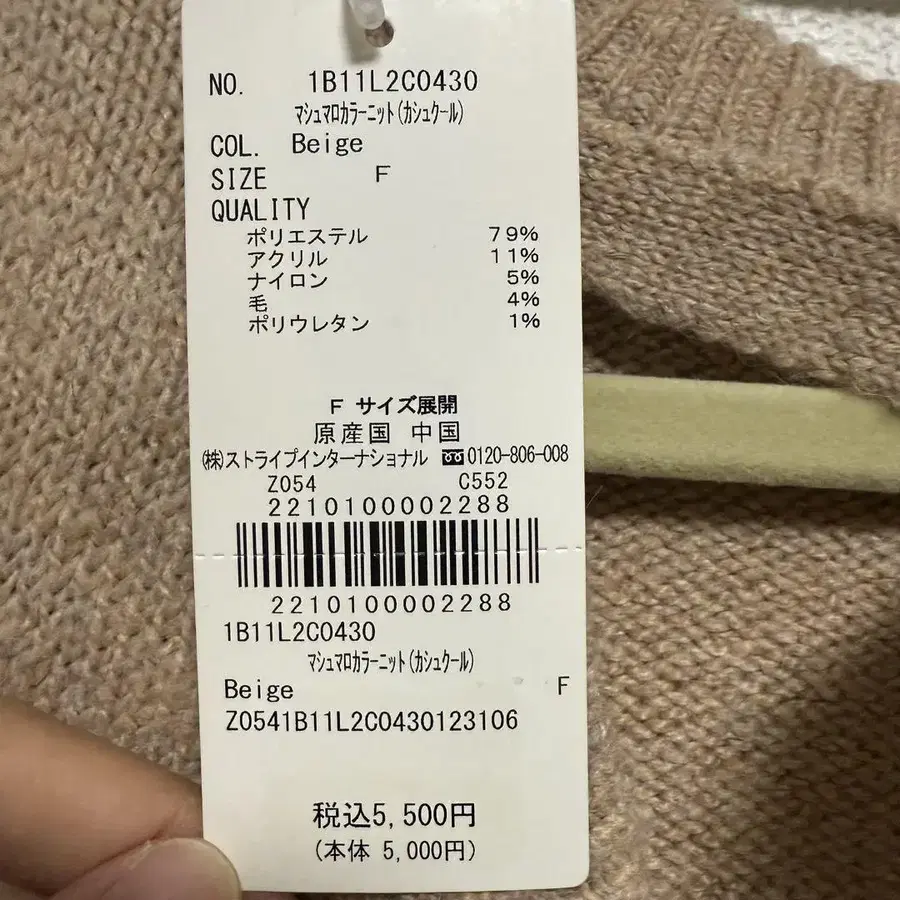 NO. 1B11L2C0430
マシュマロカラーニット(カシュクール)
COL. Beige
SIZE F
QUALITY
ポリエステル 79%
アクリル 11%
ナイロン 5%
毛 4%
ポリウレタン 1%
F サイズ展開
原産国 中国
(株)ストライプインターナショナル 0120-806-008
Z054 C552
2210100002288
2210100002288
1B11L2C0430
マシュマロカラーニット(カシュクール)
Beige F
Z0541B11L2C0430123106
税込5,500円
(本体 5,000円)